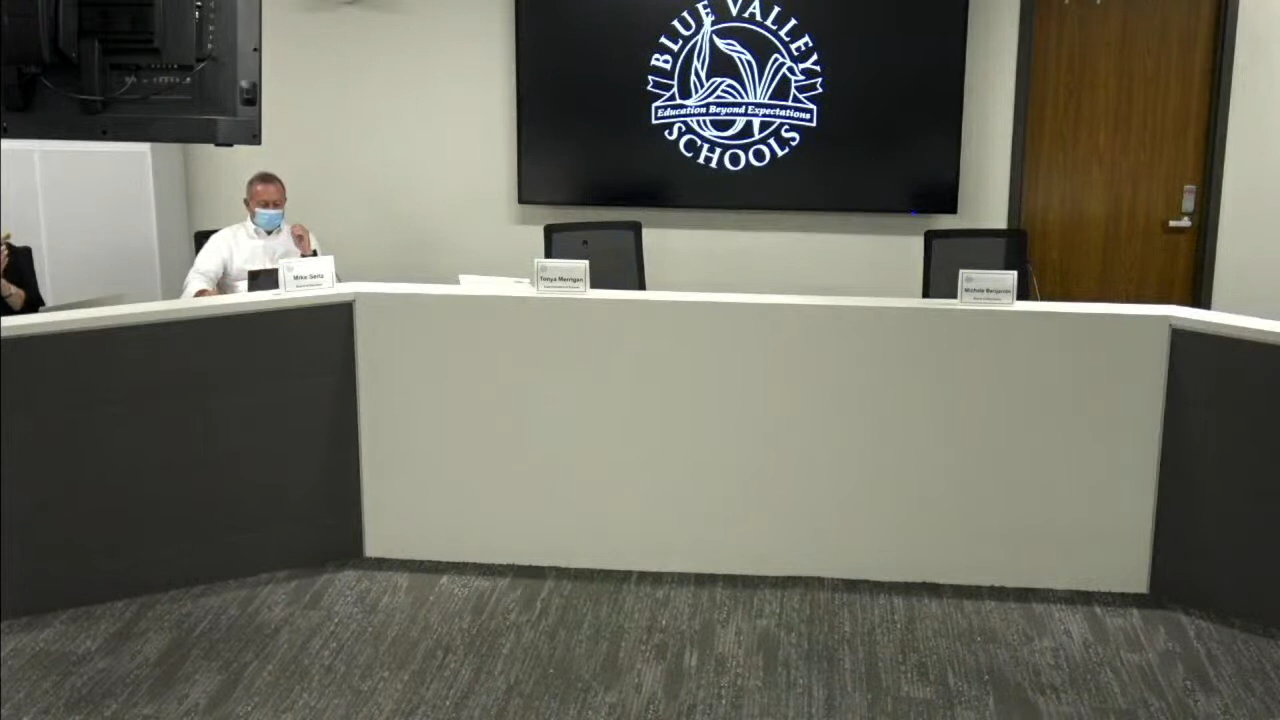 BLUE VALLEY
Education Beyond Expectations
SCHOOLS
Mike Seitz
Tonya Merrigan
Michele Benjamin